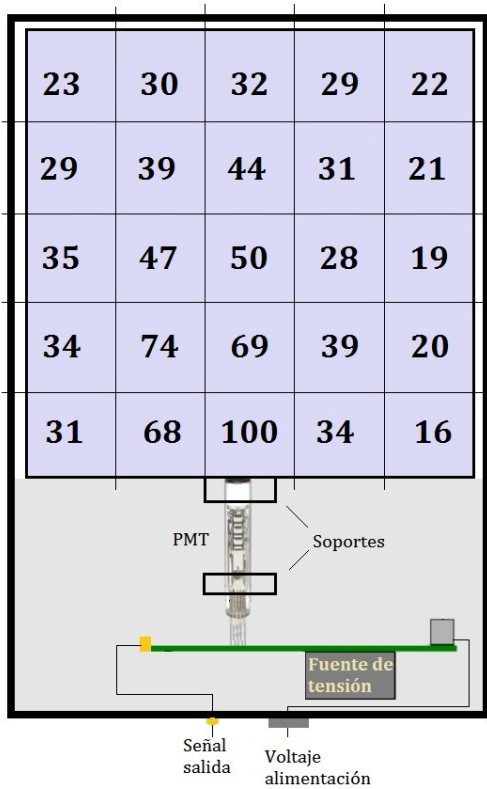 23 30 32 29 22
29 39 44 31 21
35 47 50 28 19
34 74 69 39 20
31 68 100 34 16
PMT
Soportes
Fuente de
tensión
Señal
salida
Voltaje
alimentación